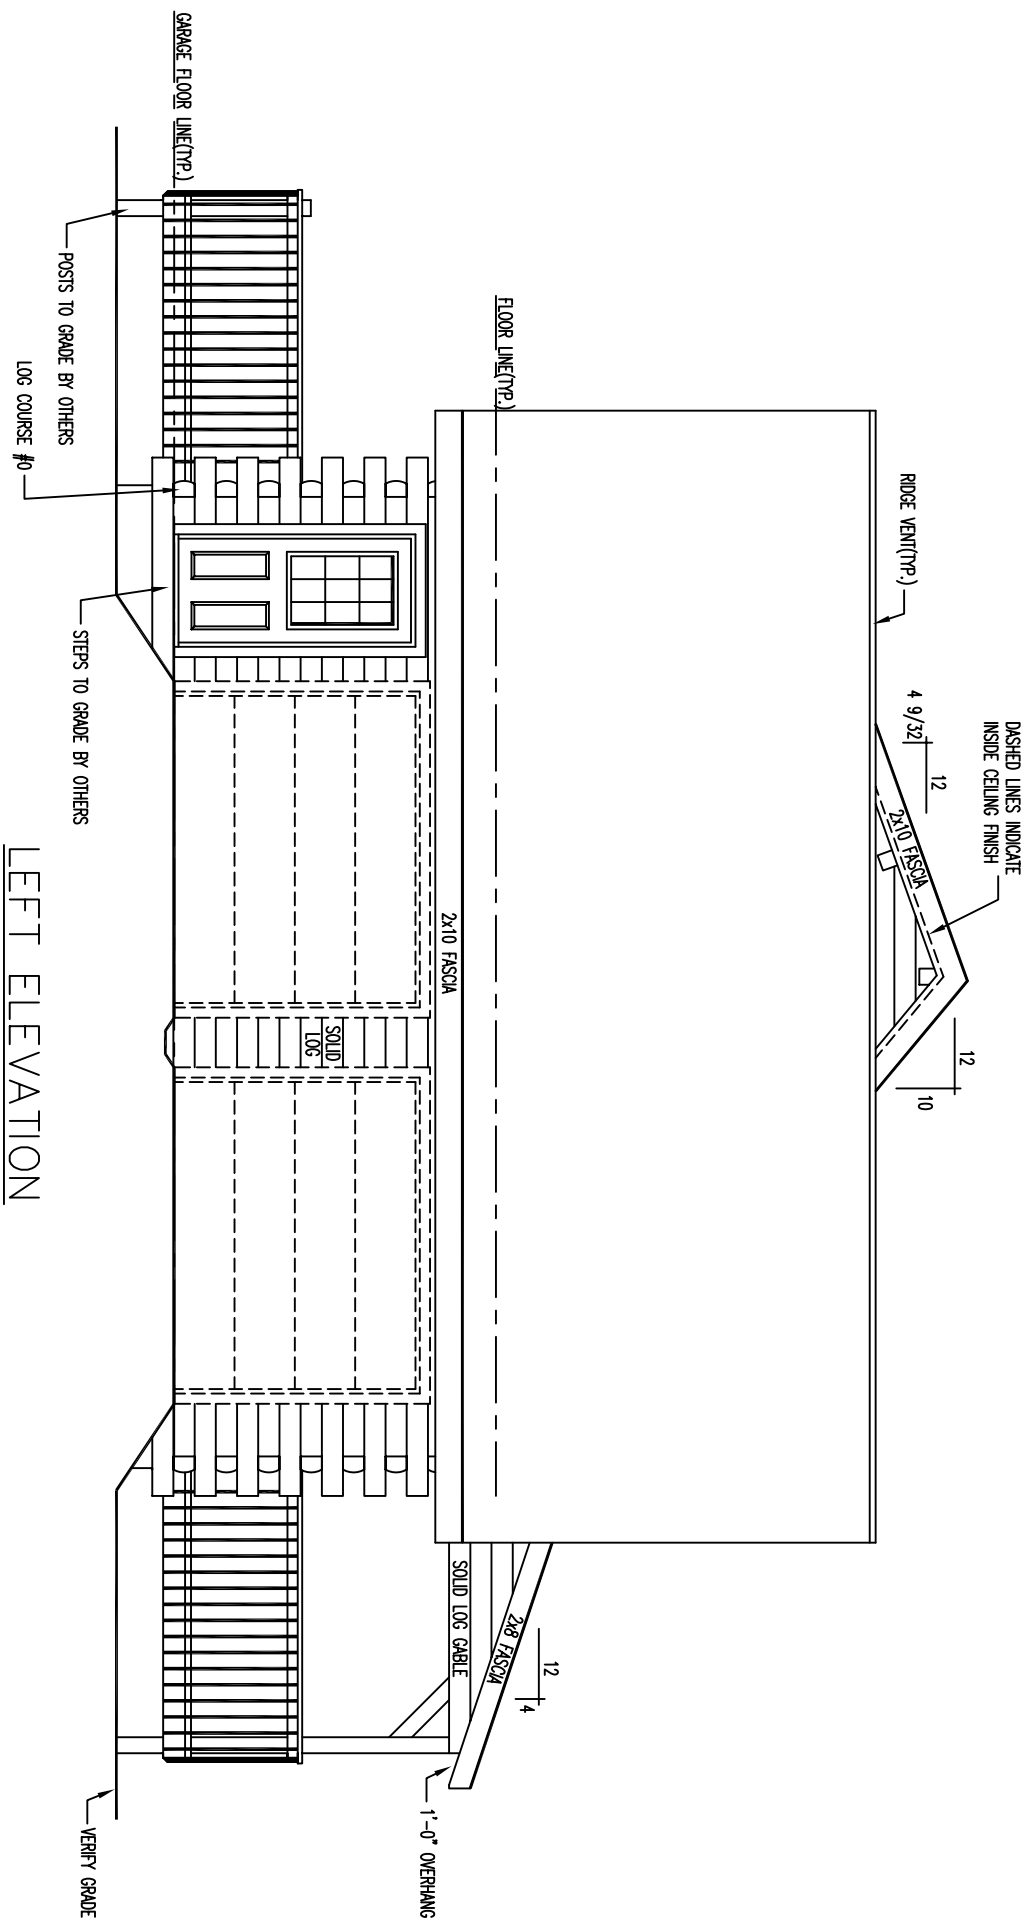 DASHED LINES INDICATE
INSIDE CEILING FINISH
12
4 9/32
2x10 FASCIA
12
10
RIDGE VENT(TYP.)
FLOOR LINE(TYP.)
2x10 FASCIA
12
4
2x8 FASCIA
SOLID LOG GABLE
1'-0" OVERHANG
SOLID
LOG
GARAGE FLOOR LINE(TYP.)
POSTS TO GRADE BY OTHERS
LOG COURSE #0
STEPS TO GRADE BY OTHERS
VERIFY GRADE
LEFT ELEVATION